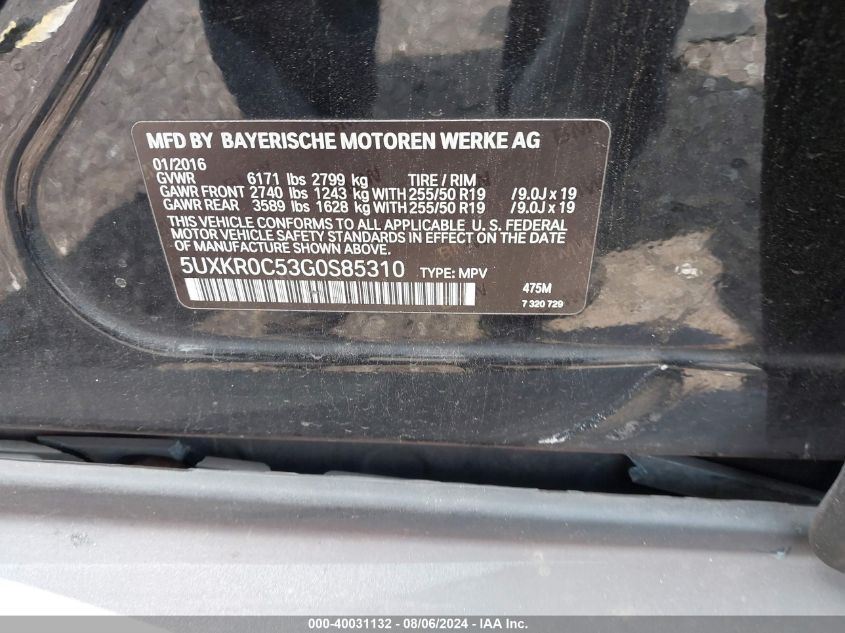 MFD BY BAYERISCHE MOTOREN WERKE AG
01/2016
GVWR 6171 lbs 2799 kg TIRE / RIM
GAWR FRONT 2740 lbs 1243 kg WITH 255/50 R19 /9.0J x 19
GAWR REAR 3589 lbs 1628 kg WITH 255/50 R19 /9.0J x 19
THIS VEHICLE CONFORMS TO ALL APPLICABLE U. S. FEDERAL
MOTOR VEHICLE SAFETY STANDARDS IN EFFECT ON THE DATE OF
MANUFACTURE SHOWN ABOVE.
5UXKR0C53G0S85310 TYPE: MPV
475M
7 320 729
000-40031132 - 08/06/2024 - IAA Inc.